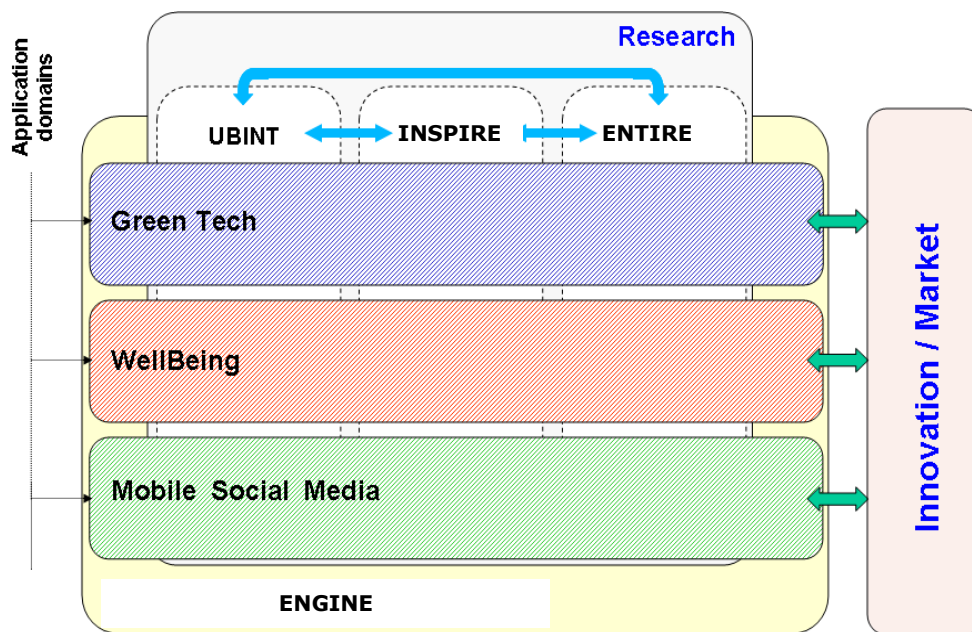 Research
Application
domains
UBINT
INSPIRE
ENTIRE
Green Tech
WellBeing
Mobile Social Media
Innovation / Market
ENGINE